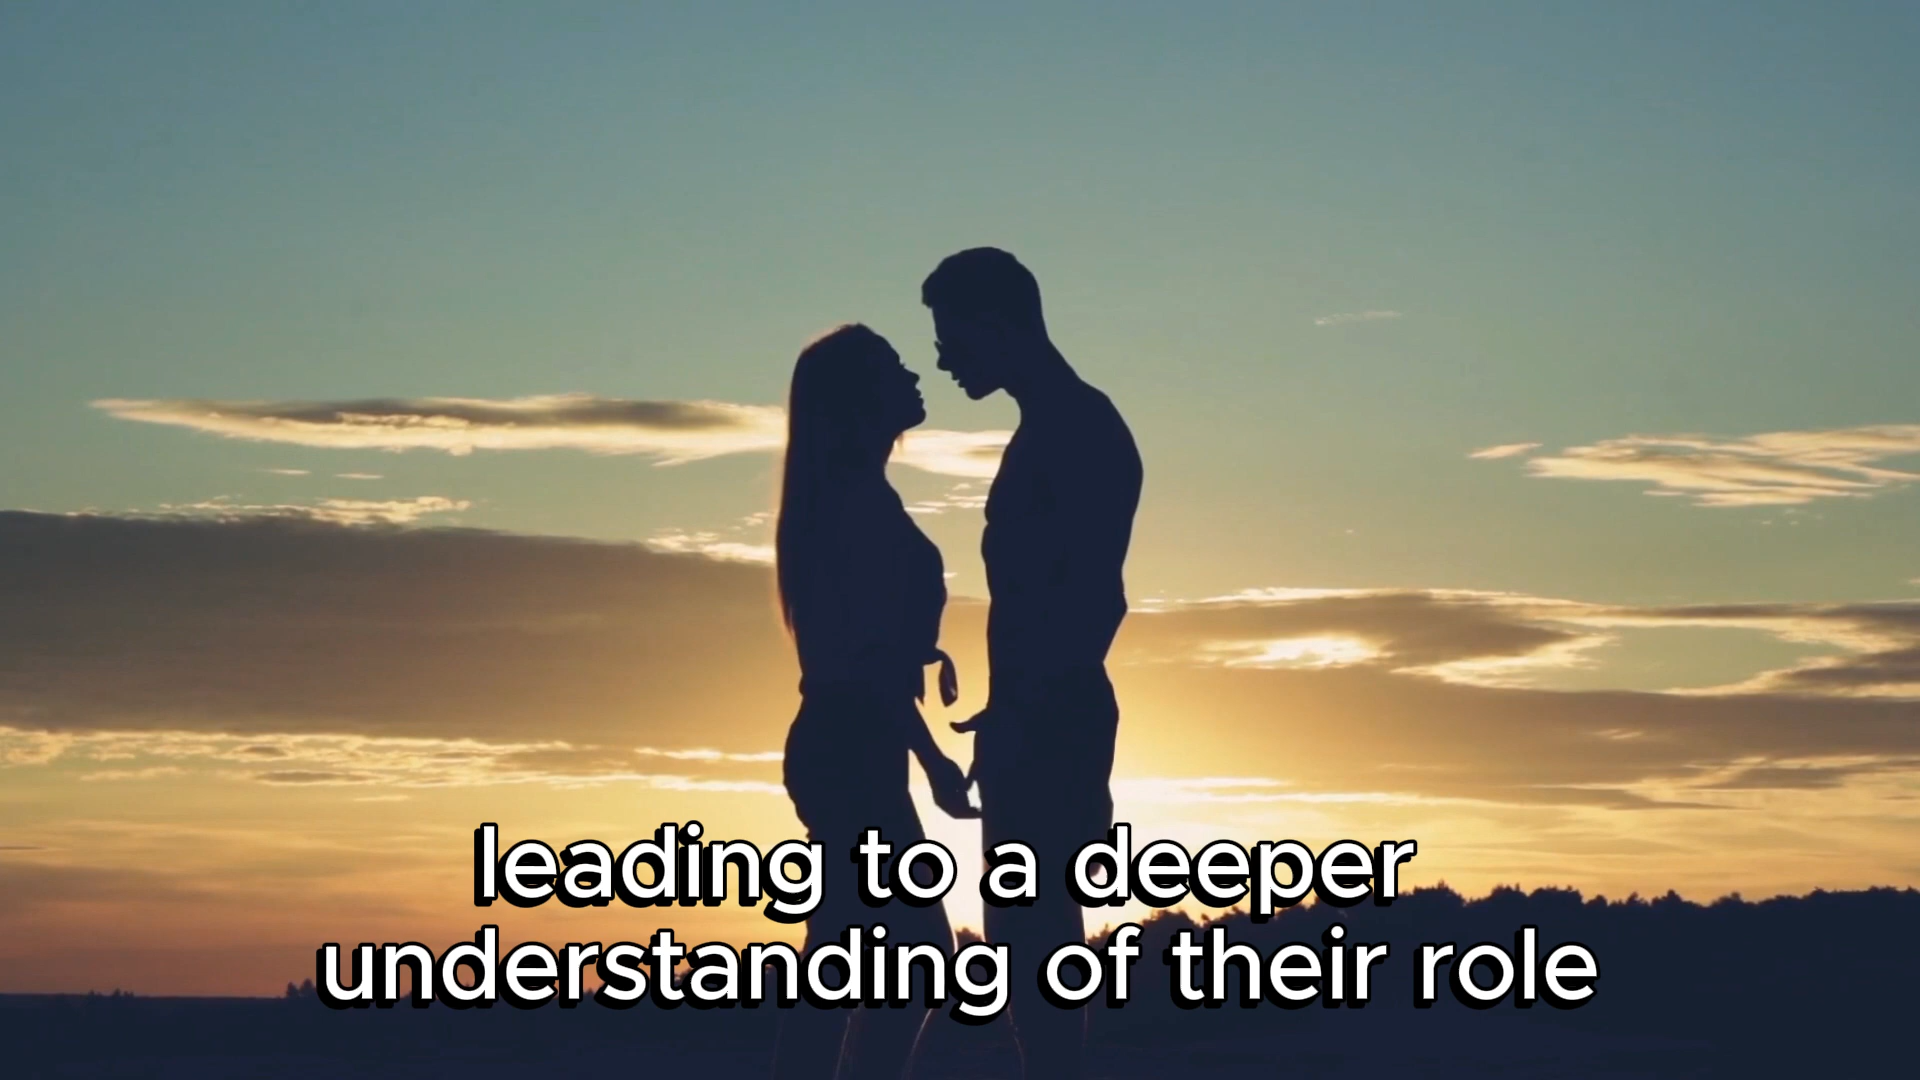 leading to a deeper
understanding of their role